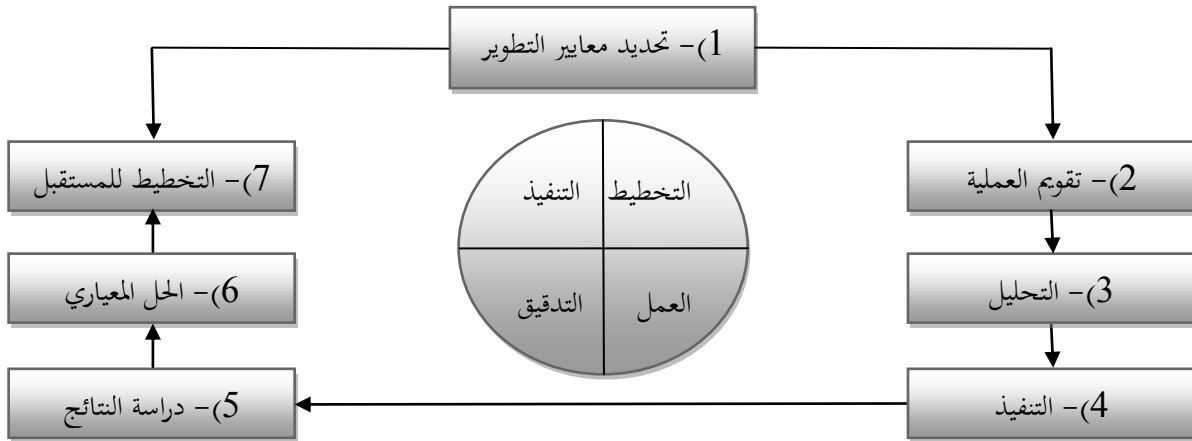 1)- تحديد معايير التطوير
2)- تقويم العملية
3)- التحليل
4)- التنفيذ
5)- دراسة النتائج
6)- الحل المعياري
7)- التخطيط للمستقبل
التخطيط
التنفيذ
العمل
التدقيق